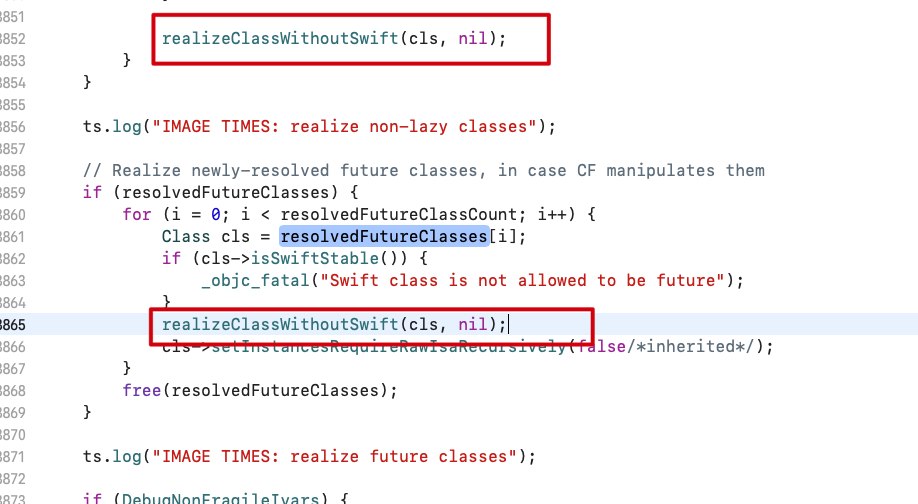 3851
3852 realizeClassWithoutSwift(cls, nil);
3853 }
3854 }
3855
3856 ts.log("IMAGE TIMES: realize non-lazy classes");
3857
3858 // Realize newly-resolved future classes, in case CF manipulates them
3859 if (resolvedFutureClasses) {
3860 for (i = 0; i < resolvedFutureClassCount; i++) {
3861 Class cls = resolvedFutureClasses[i];
3862 if (cls->isSwiftStable()) {
3863 _objc_fatal("Swift class is not allowed to be future");
3864 }
3865 realizeClassWithoutSwift(cls, nil);
3866 cls->setInstancesRequireRawIsaRecursively(false/*inherited*/);
3867 }
3868 free(resolvedFutureClasses);
3869 }
3870
3871 ts.log("IMAGE TIMES: realize future classes");
3872
3873 if (DebugNonFragileIvars) {